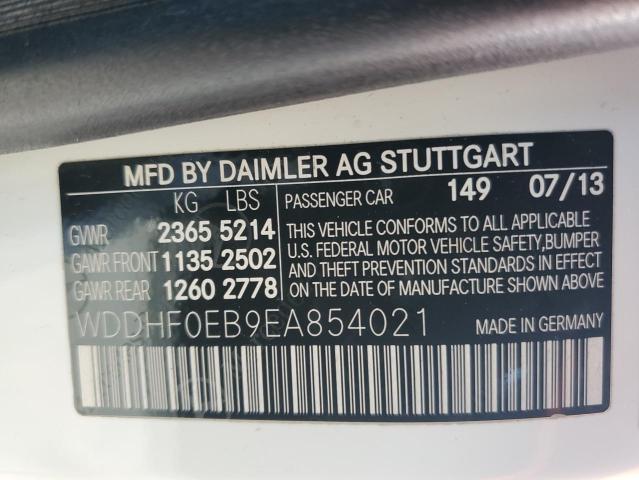 MFD BY DAIMLER AG STUTTGART
KG LBS PASSENGER CAR 149 07/13
GVWR 2365 5214
GAWR FRONT 1135 2502
GAWR REAR 1260 2778
THIS VEHICLE CONFORMS TO ALL APPLICABLE
U.S. FEDERAL MOTOR VEHICLE SAFETY,BUMPER
AND THEFT PREVENTION STANDARDS IN EFFECT
ON THE DATE OF MANUFACTURE SHOWN ABOVE
WDDHF0EB9EA854021 MADE IN GERMANY